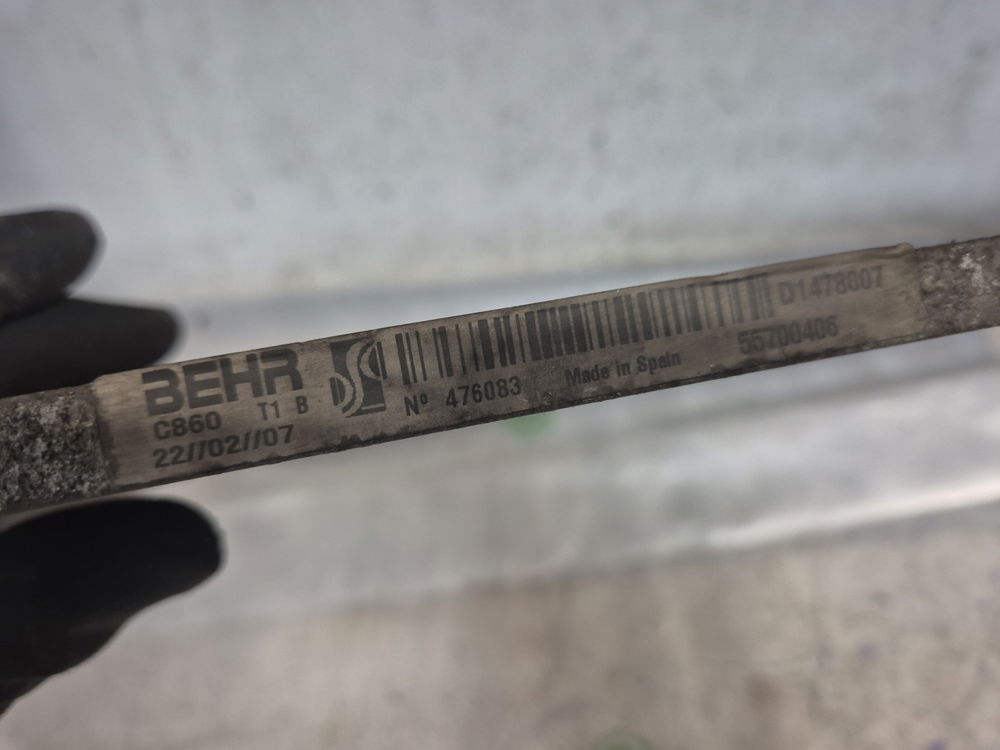 BEHR
C860 T1 B
22//02//07
Nº 476083
Made in Spain
D1478007
55700406